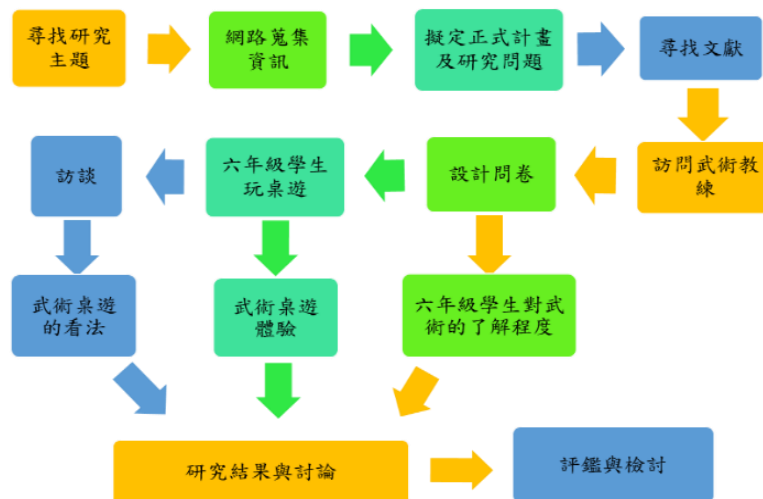 尋找研究
主題
網路蒐集
資訊
擬定正式計畫
及研究問題
尋找文獻
訪談
六年級學生
玩桌遊
設計問卷
訪問武術教
練
武術桌遊
的看法
武術桌遊
體驗
六年級學生對武
術的了解程度
研究結果與討論
評鑑與檢討